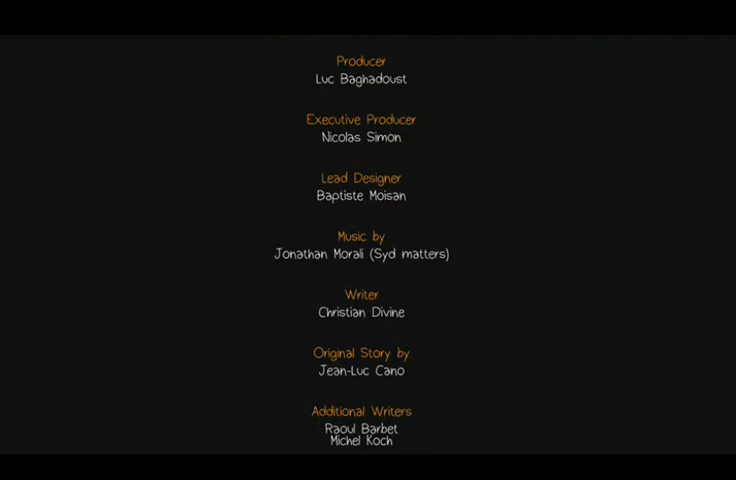 Producer
Luc Baghadoust
Executive Producer
Nicolas Simon
Lead Designer
Baptiste Moisan
Music by
Jonathan Morali (Syd matters)
Writer
Christian Divine
Original Story by
Jean-Luc Cano
Additional Writers
Raoul Barbet
Michel Koch